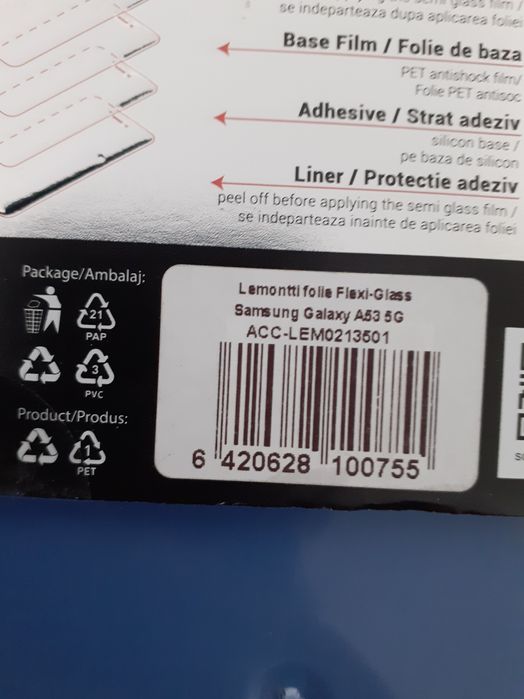 se indeparteaza dupa aplicarea foliei
Base Film / Folie de baza
PET antishock film/
Folie PET antisoc
Adhesive / Strat adeziv
silicon base /
pe baza de silicon
Liner / Protectie adeziv
peel off before applying the semi glass film /
se indeparteaza inainte de aplicarea foliei
Package/Ambalaj:
21
PAP
3
PVC
Product/Produs:
1
PET
Lemontti folie Flexi-Glass
Samsung Galaxy A53 5G
ACC-LEM0213501
6 420628 100755